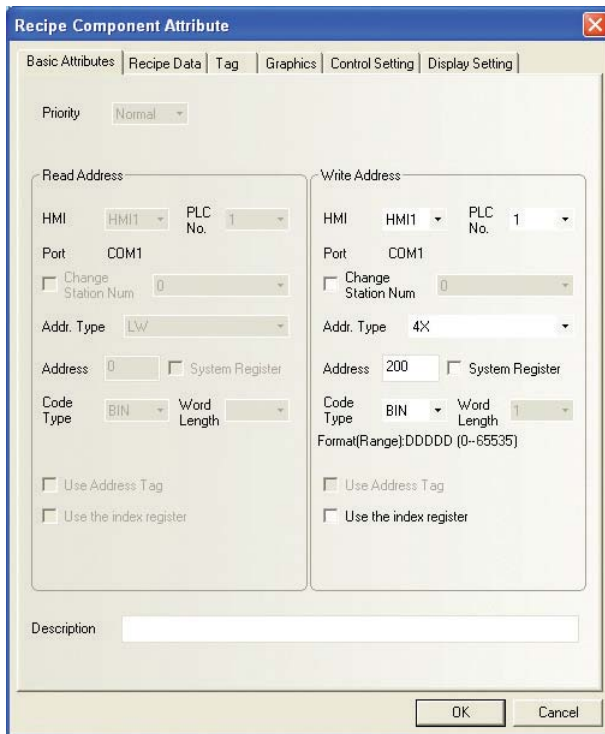 Recipe Component Attribute
Basic Attributes Recipe Data Tag Graphics Control Setting Display Setting
Priority Normal
Read Address
HMI HMI1 PLC No. 1
Port COM1
Change Station Num 0
Addr. Type LW
Address 0 System Register
Code Type BIN Word Length
Use Address Tag
Use the index register
Write Address
HMI HMI1 PLC No. 1
Port COM1
Change Station Num 0
Addr. Type 4X
Address 200 System Register
Code Type BIN Word Length 1
Format(Range):DDDDD (0--65535)
Use Address Tag
Use the index register
Description
OK Cancel